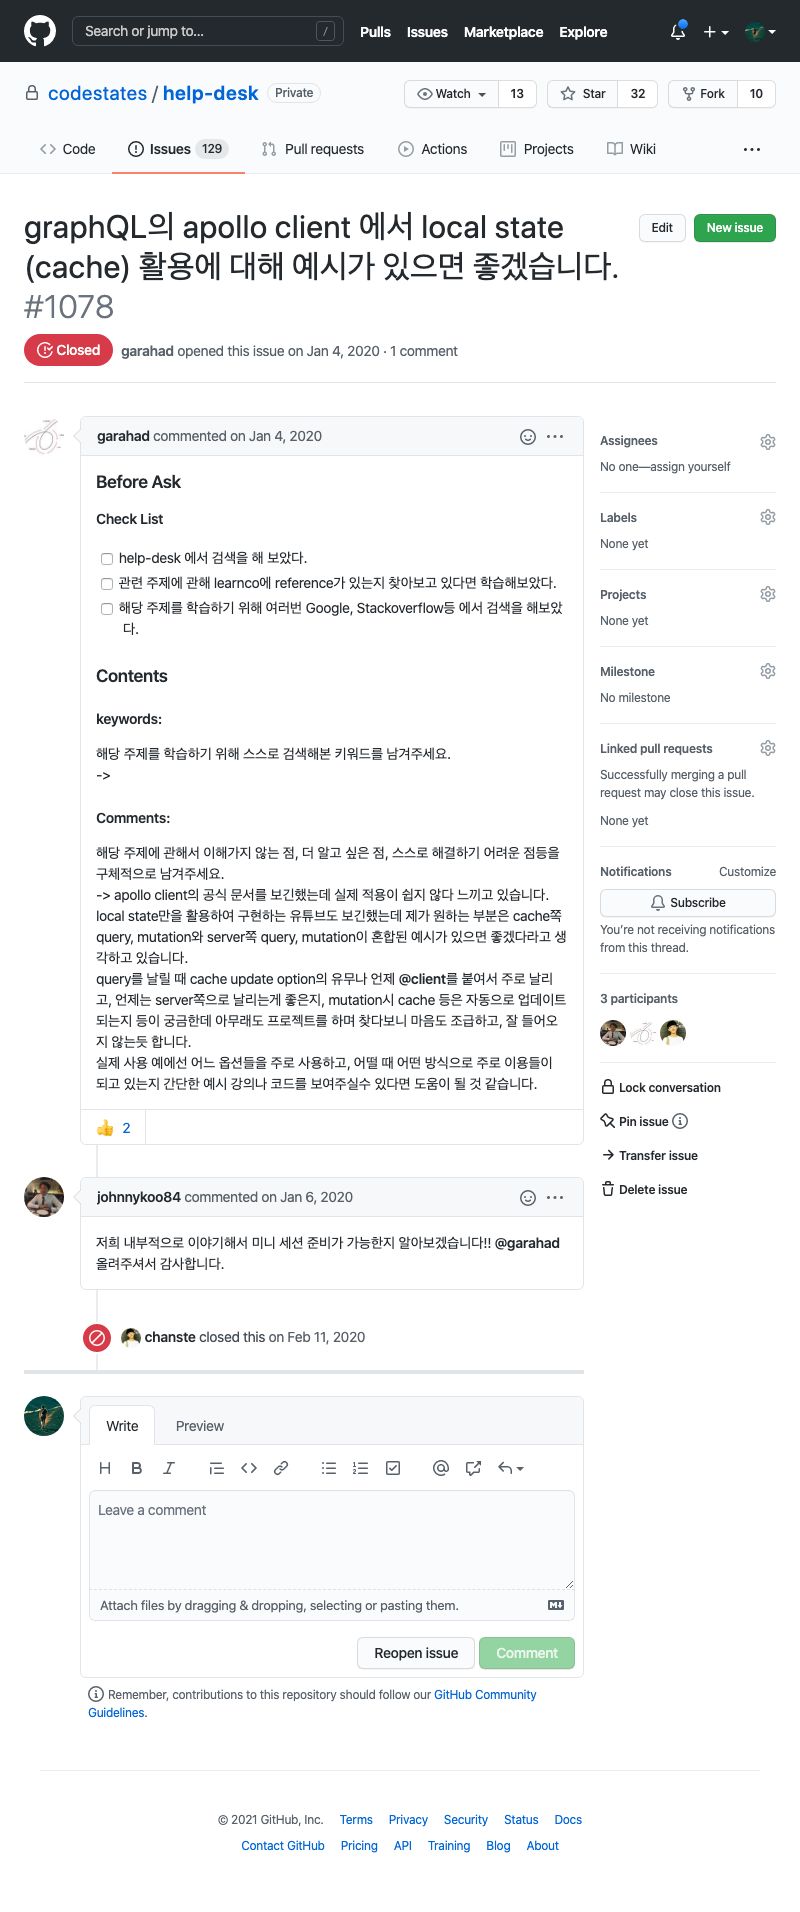 Search or jump to... /
Pulls Issues Marketplace Explore
codestates / help-desk Private
Watch 13 Star 32 Fork 10
Code Issues 129 Pull requests Actions Projects Wiki
graphQL의 apollo client 에서 local state
(cache) 활용에 대해 예시가 있으면 좋겠습니다.
#1078
Edit New issue
Closed garahad opened this issue on Jan 4, 2020 · 1 comment
garahad commented on Jan 4, 2020
Before Ask
Check List
help-desk 에서 검색을 해 보았다.
관련 주제에 관해 learnco에 reference가 있는지 찾아보고 있다면 학습해보았다.
해당 주제를 학습하기 위해 여러번 Google, Stackoverflow등 에서 검색을 해보았
다.
Contents
keywords:
해당 주제를 학습하기 위해 스스로 검색해본 키워드를 남겨주세요.
->
Comments:
해당 주제에 관해서 이해가지 않는 점, 더 알고 싶은 점, 스스로 해결하기 어려운 점등을
구체적으로 남겨주세요.
-> apollo client의 공식 문서를 보긴했는데 실제 적용이 쉽지 않다 느끼고 있습니다.
local state만을 활용하여 구현하는 유튜브도 보긴했는데 제가 원하는 부분은 cache쪽
query, mutation와 server쪽 query, mutation이 혼합된 예시가 있으면 좋겠다라고 생
각하고 있습니다.
query를 날릴 때 cache update option의 유무나 언제 @client를 붙여서 주로 날리
고, 언제는 server쪽으로 날리는게 좋은지, mutation시 cache 등은 자동으로 업데이트
되는지 등이 궁금한데 아무래도 프로젝트를 하며 찾다보니 마음도 조급하고, 잘 들어오
지 않는듯 합니다.
실제 사용 예에선 어느 옵션들을 주로 사용하고, 어떨 때 어떤 방식으로 주로 이용들이
되고 있는지 간단한 예시 강의나 코드를 보여주실수 있다면 도움이 될 것 같습니다.
👍 2
johnnykoo84 commented on Jan 6, 2020
저희 내부적으로 이야기해서 미니 세션 준비가 가능한지 알아보겠습니다!! @garahad
올려주셔서 감사합니다.
chanste closed this on Feb 11, 2020
Write Preview
Leave a comment
Attach files by dragging & dropping, selecting or pasting them.
Reopen issue Comment
Remember, contributions to this repository should follow our GitHub Community
Guidelines.
Assignees
No one—assign yourself
Labels
None yet
Projects
None yet
Milestone
No milestone
Linked pull requests
Successfully merging a pull
request may close this issue.
None yet
Notifications Customize
Subscribe
You're not receiving notifications
from this thread.
3 participants
Lock conversation
Pin issue
Transfer issue
Delete issue
© 2021 GitHub, Inc. Terms Privacy Security Status Docs
Contact GitHub Pricing API Training Blog About